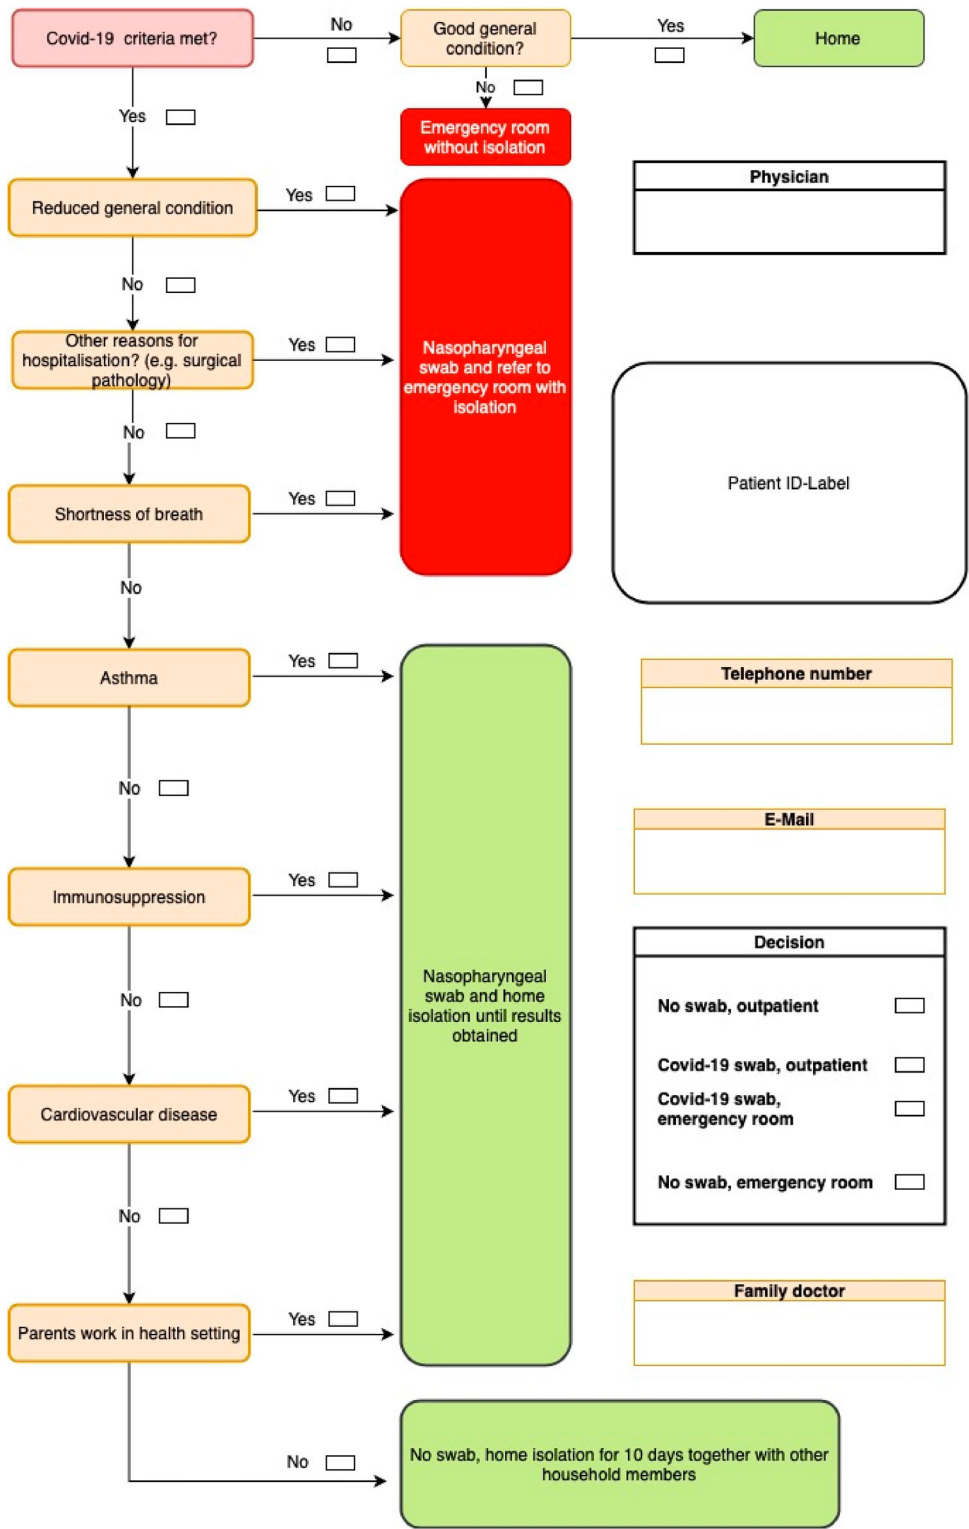 Covid-19 criteria met?
No
Good general
condition?
Yes
Home
No
Emergency room
without isolation
Yes
Physician
Reduced general condition
Yes
No
Other reasons for
hospitalisation? (e.g. surgical
pathology)
Yes
Nasopharyngeal
swab and refer to
emergency room with
isolation
No
Patient ID-Label
Shortness of breath
Yes
No
Asthma
Yes
Telephone number
No
E-Mail
Immunosuppression
Yes
Nasopharyngeal
swab and home
isolation until results
obtained
Decision
No swab, outpatient
Covid-19 swab, outpatient
Covid-19 swab,
emergency room
No swab, emergency room
No
Cardiovascular disease
Yes
No
Family doctor
Parents work in health setting
Yes
No
No swab, home isolation for 10 days together with other
household members